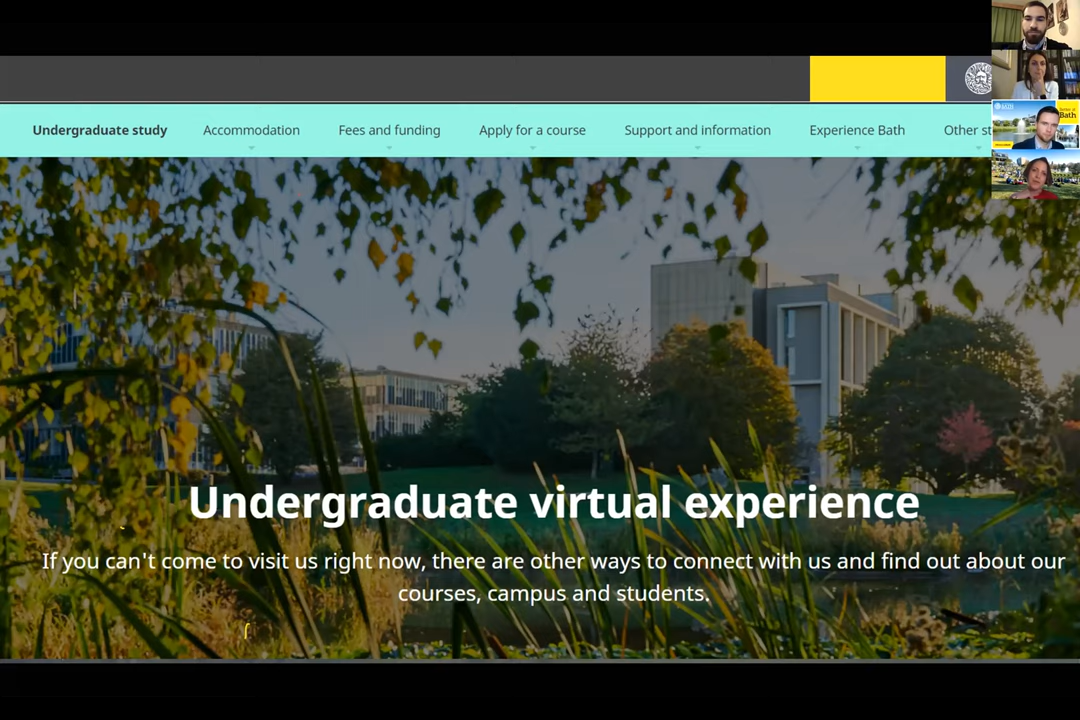 Undergraduate study Accommodation Fees and funding Apply for a course Support and information Experience Bath Other
Bath
Undergraduate virtual experience
If you can't come to visit us right now, there are other ways to connect with us and find out about our
courses, campus and students.